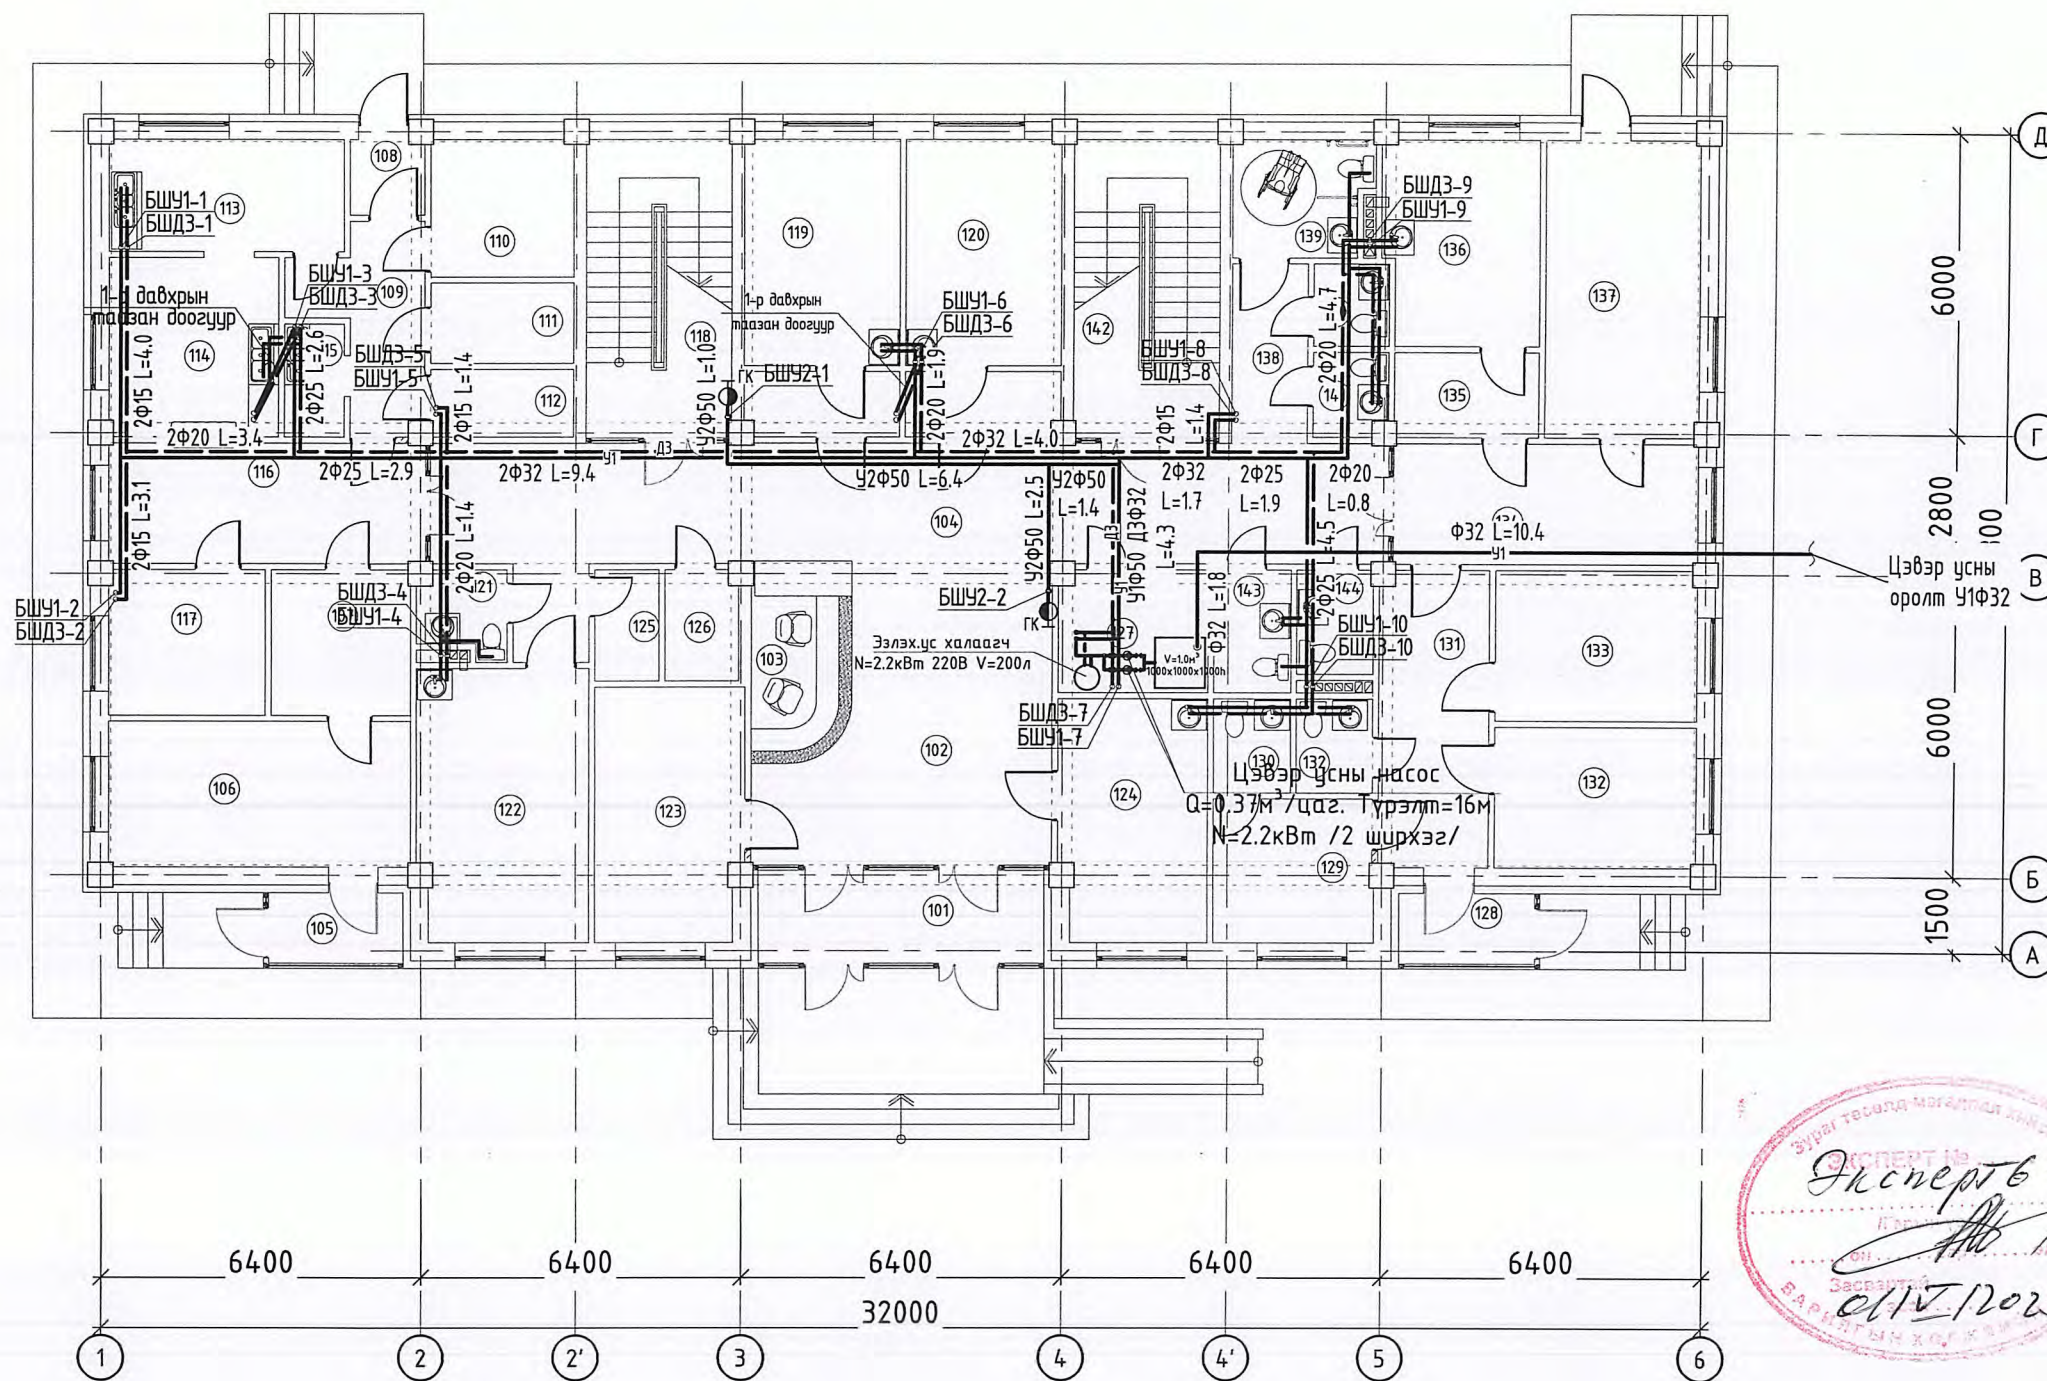 Д
108
БШУ1-1
113
БШДЗ-1
БШДЗ-9
БШУ1-9
110
119
120
139
136
БШУ1-3
БШДЗ-3
109
1-р давхрын
таазан доогуур
1-р давхрын
таазан доогуур
БШУ1-6
БШДЗ-6
137
6000
111
118
142
138
114
2Ф15 L=4.0
2Ф25 L=2.6
БШДЗ-5
БШУ1-5
2Ф15 L=1.4
У2Ф50 L=1.0
ГК
БШУ2-1
2Ф20 L=1.9
БШУ1-8
БШДЗ-8
2Ф20 L=4.7
135
112
2Ф20 L=3.4
116
2Ф25 L=2.9
2Ф32 L=9.4
У1
Д3
2Ф32 L=4.0
2Ф15
L=1.4
Г
У2Ф50 L=6.4
У2Ф50
L=1.4
2Ф32
L=1.7
2Ф25
L=1.9
2Ф20
L=0.8
2Ф15 L=3.1
2Ф20 L=1.4
104
У2Ф50 L=2.5
Д3
У1
У1Ф50 Д3Ф32
L=4.3
2Ф25 L=4.5
Ф32 L=10.4
У1
2800
Цэвэр усны
оролт У1Ф32
В
БШУ1-2
БШДЗ-2
117
БШДЗ-4
БШУ1-4
121
125
126
БШУ2-2
ГК
Ф32 L=1.8
143
144
БШУ1-10
БШДЗ-10
131
133
103
Ээлэх.ус халаагч
N=2.2кВт 220В V=200л
V=1.0м³
1000x1000x1000h
БШДЗ-7
БШУ1-7
102
106
122
123
124
130
132
132
6000
Цэвэр усны насос
Q=0.37м³/цаг. Түрэлт=16м
N=2.2кВт /2 ширхэг/
129
Б
105
101
128
1500
А
ЭКСПЕРТ №
Эксперт 6
6400
6400
6400
6400
6400
32000
1
2
2'
3
4
4'
5
6